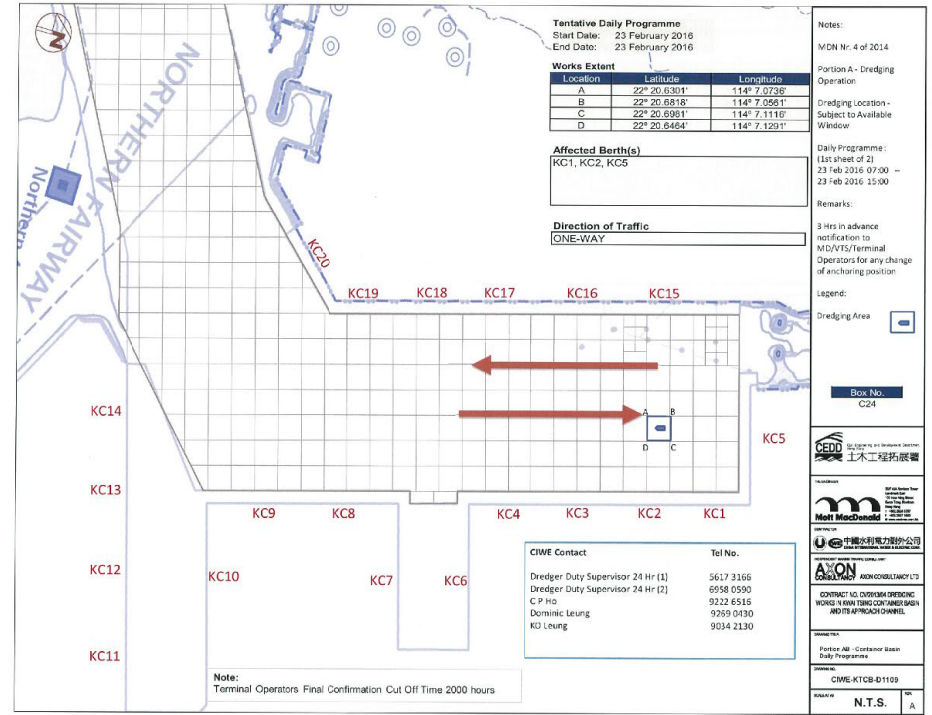 N
NORTHERN FAIRWAY
Northern
KC20
KC19
KC18
KC17
KC16
KC15
KC14
KC13
KC12
KC11
KC10
KC9
KC8
KC7
KC6
KC4
KC3
KC2
KC1
KC5
A
B
D
C
Tentative Daily Programme
Start Date: 23 February 2016
End Date: 23 February 2016
Works Extent
Location Latitude Longitude
A 22° 20.6301' 114° 7.0736'
B 22° 20.6818' 114° 7.0561'
C 22° 20.6981' 114° 7.1116'
D 22° 20.6464' 114° 7.1291'
Affected Berth(s)
KC1, KC2, KC5
Direction of Traffic
ONE-WAY
CIWE Contact Tel No.
Dredger Duty Supervisor 24 Hr (1) 5617 3166
Dredger Duty Supervisor 24 Hr (2) 6958 0590
C P Ho 9222 6516
Dominic Leung 9269 0430
KO Leung 9034 2130
Note:
Terminal Operators Final Confirmation Cut Off Time 2000 hours
Notes:
MDN Nr. 4 of 2014
Portion A - Dredging
Operation
Dredging Location -
Subject to Available
Window
Daily Programme:
(1st sheet of 2)
23 Feb 2016 07:00 –
23 Feb 2016 15:00
Remarks:
3 Hrs in advance
notification to
MD/VTS/Terminal
Operators for any change
of anchoring position
Legend:
Dredging Area
Box No.
C24
CEDD
土木工程拓展署
Mott MacDonald
CWE 中國水利電力對外公司
AXON
CONSULTANCY AXON CONSULTANCY LTD
CONTRACT NO. CV/2013/04 DREDGING
WORKS IN KWAI TSING CONTAINER BASIN
AND ITS APPROACH CHANNEL
Portion AB - Container Basin
Daily Programme
CIWE-KTCB-D1109
N.T.S.
A